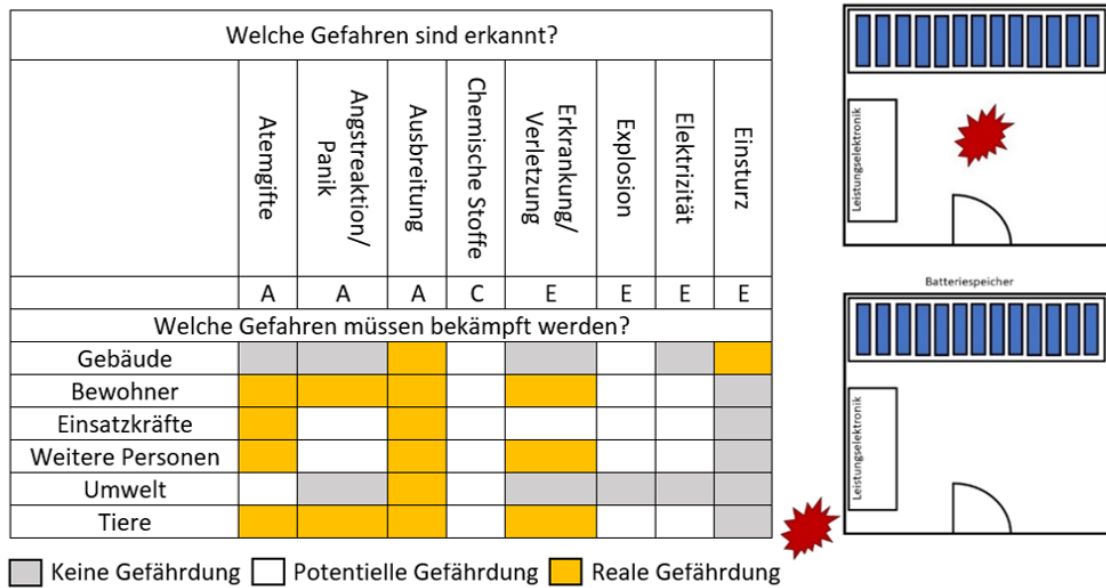 Welche Gefahren sind erkannt?
Atemgifte
Angstreaktion/
Panik
Ausbreitung
Chemische Stoffe
Erkrankung/
Verletzung
Explosion
Elektrizität
Einsturz
A A A C E E E E
Welche Gefahren müssen bekämpft werden?
Gebäude
Bewohner
Einsatzkräfte
Weitere Personen
Umwelt
Tiere
Keine Gefährdung Potentielle Gefährdung Reale Gefährdung
Leistungselektronik
Batteriespeicher
Leistungselektronik